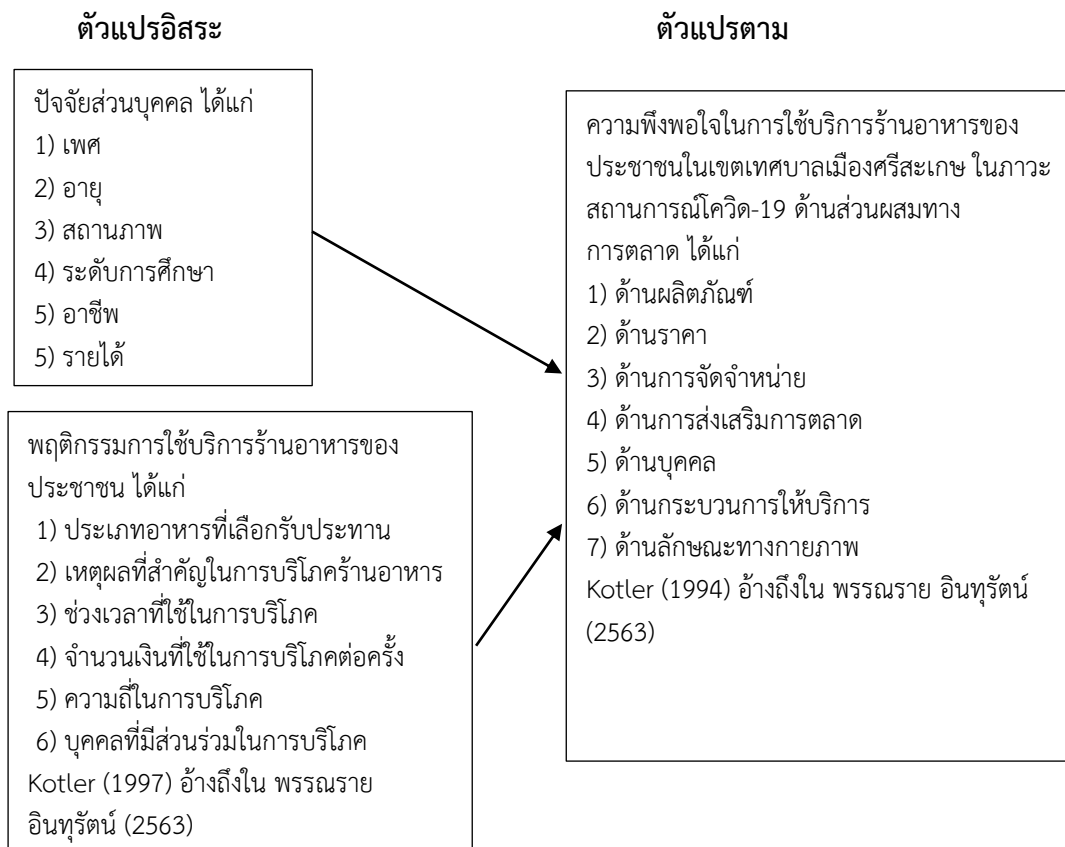 ตัวแปรอิสระ
ตัวแปรตาม
ปัจจัยส่วนบุคคล ได้แก่
1) เพศ
2) อายุ
3) สถานภาพ
4) ระดับการศึกษา
5) อาชีพ
5) รายได้
พฤติกรรมการใช้บริการร้านอาหารของ
ประชาชน ได้แก่
1) ประเภทอาหารที่เลือกรับประทาน
2) เหตุผลที่สำคัญในการบริโภคร้านอาหาร
3) ช่วงเวลาที่ใช้ในการบริโภค
4) จำนวนเงินที่ใช้ในการบริโภคต่อครั้ง
5) ความถี่ในการบริโภค
6) บุคคลที่มีส่วนร่วมในการบริโภค
Kotler (1997) อ้างถึงใน พรรณราย
อินทุรัตน์ (2563)
ความพึงพอใจในการใช้บริการร้านอาหารของ
ประชาชนในเขตเทศบาลเมืองศรีสะเกษ ในภาวะ
สถานการณ์โควิด-19 ด้านส่วนผสมทาง
การตลาด ได้แก่
1) ด้านผลิตภัณฑ์
2) ด้านราคา
3) ด้านการจัดจำหน่าย
4) ด้านการส่งเสริมการตลาด
5) ด้านบุคคล
6) ด้านกระบวนการให้บริการ
7) ด้านลักษณะทางกายภาพ
Kotler (1994) อ้างถึงใน พรรณราย อินทุรัตน์
(2563)